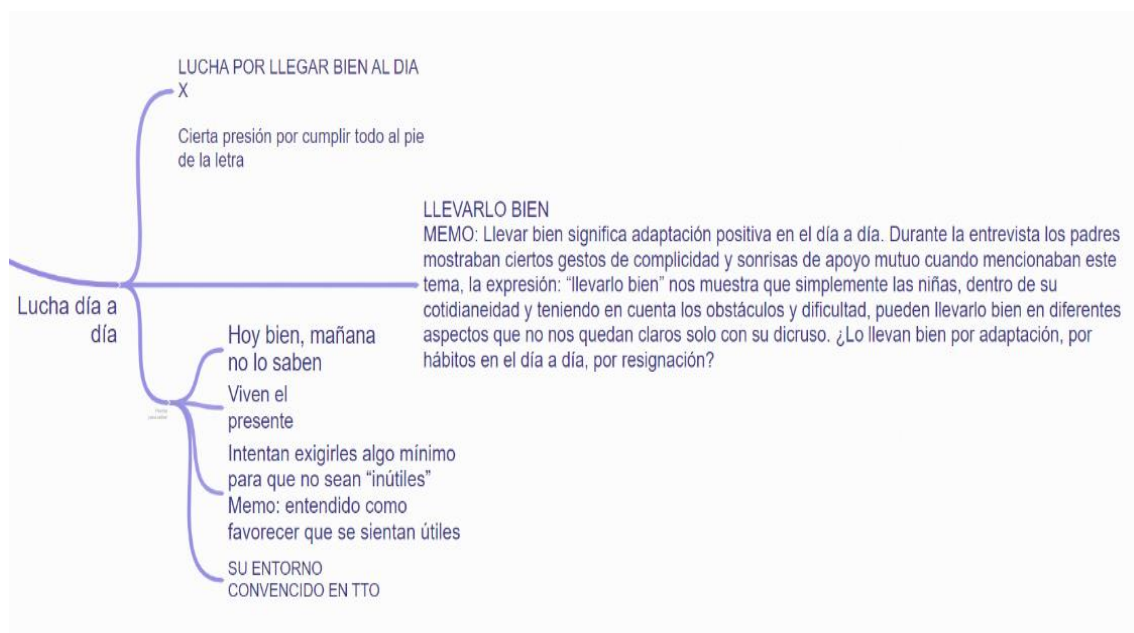 LUCHA POR LLEGAR BIEN AL DIA
X
Cierta presión por cumplir todo al pie
de la letra
LLEVARLO BIEN
MEMO: Llevar bien significa adaptación positiva en el día a día. Durante la entrevista los padres
mostraban ciertos gestos de complicidad y sonrisas de apoyo mutuo cuando mencionaban este
tema, la expresión: “llevarlo bien” nos muestra que simplemente las niñas, dentro de su
cotidianeidad y teniendo en cuenta los obstáculos y dificultad, pueden llevarlo bien en diferentes
aspectos que no nos quedan claros solo con su dicruso. ¿Lo llevan bien por adaptación, por
hábitos en el día a día, por resignación?
Lucha día a
día
Hoy bien, mañana
no lo saben
Viven el
presente
Intentan exigirles algo mínimo
para que no sean “inútiles”
Memo: entendido como
favorecer que se sientan útiles
SU ENTORNO
CONVENCIDO EN TTO